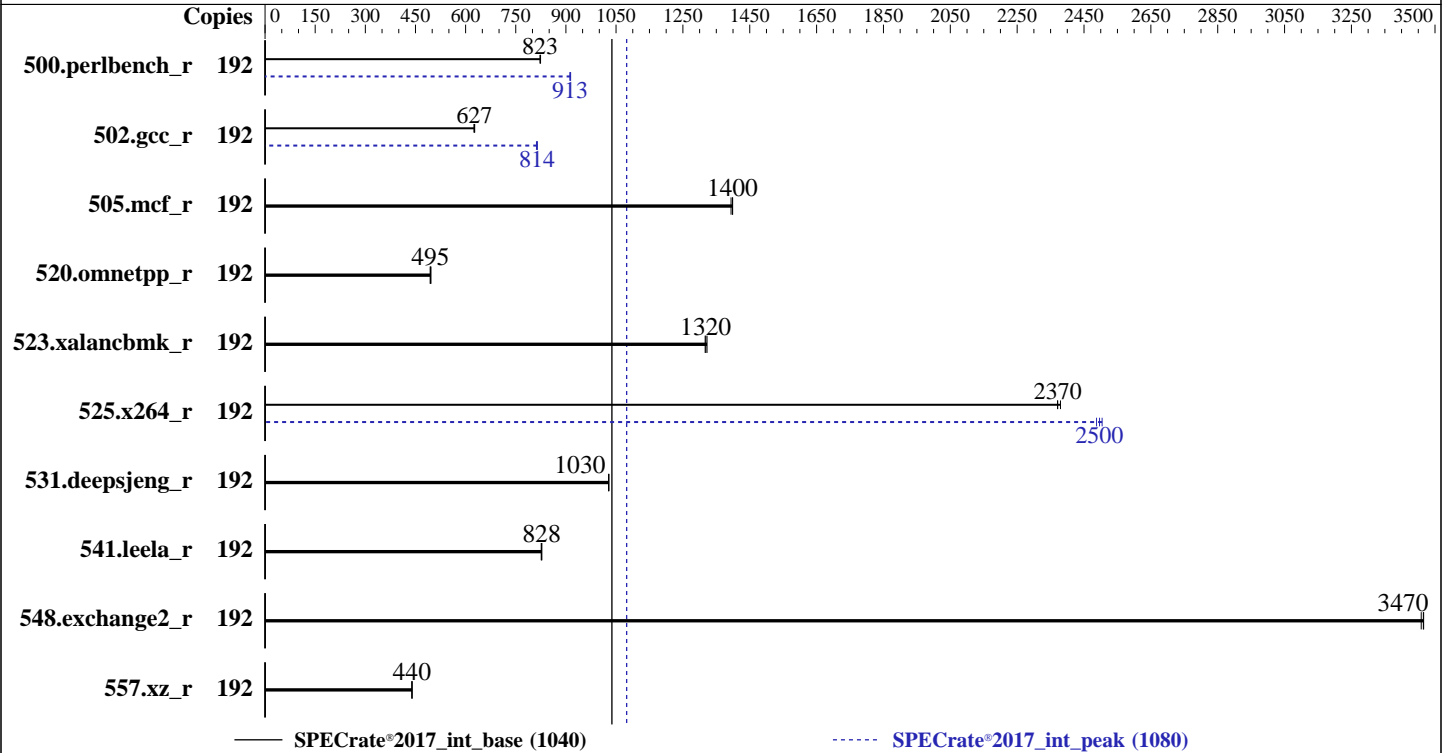 Copies 0 150 300 450 600 750 900 1050 1250 1450 1650 1850 2050 2250 2450 2650 2850 3050 3250 3500
500.perlbench_r 192 823
913
502.gcc_r 192 627
814
505.mcf_r 192 1400
520.omnetpp_r 192 495
523.xalancbmk_r 192 1320
525.x264_r 192 2370
2500
531.deepsjeng_r 192 1030
541.leela_r 192 828
548.exchange2_r 192 3470
557.xz_r 192 440
SPECrate®2017_int_base (1040) SPECrate®2017_int_peak (1080)